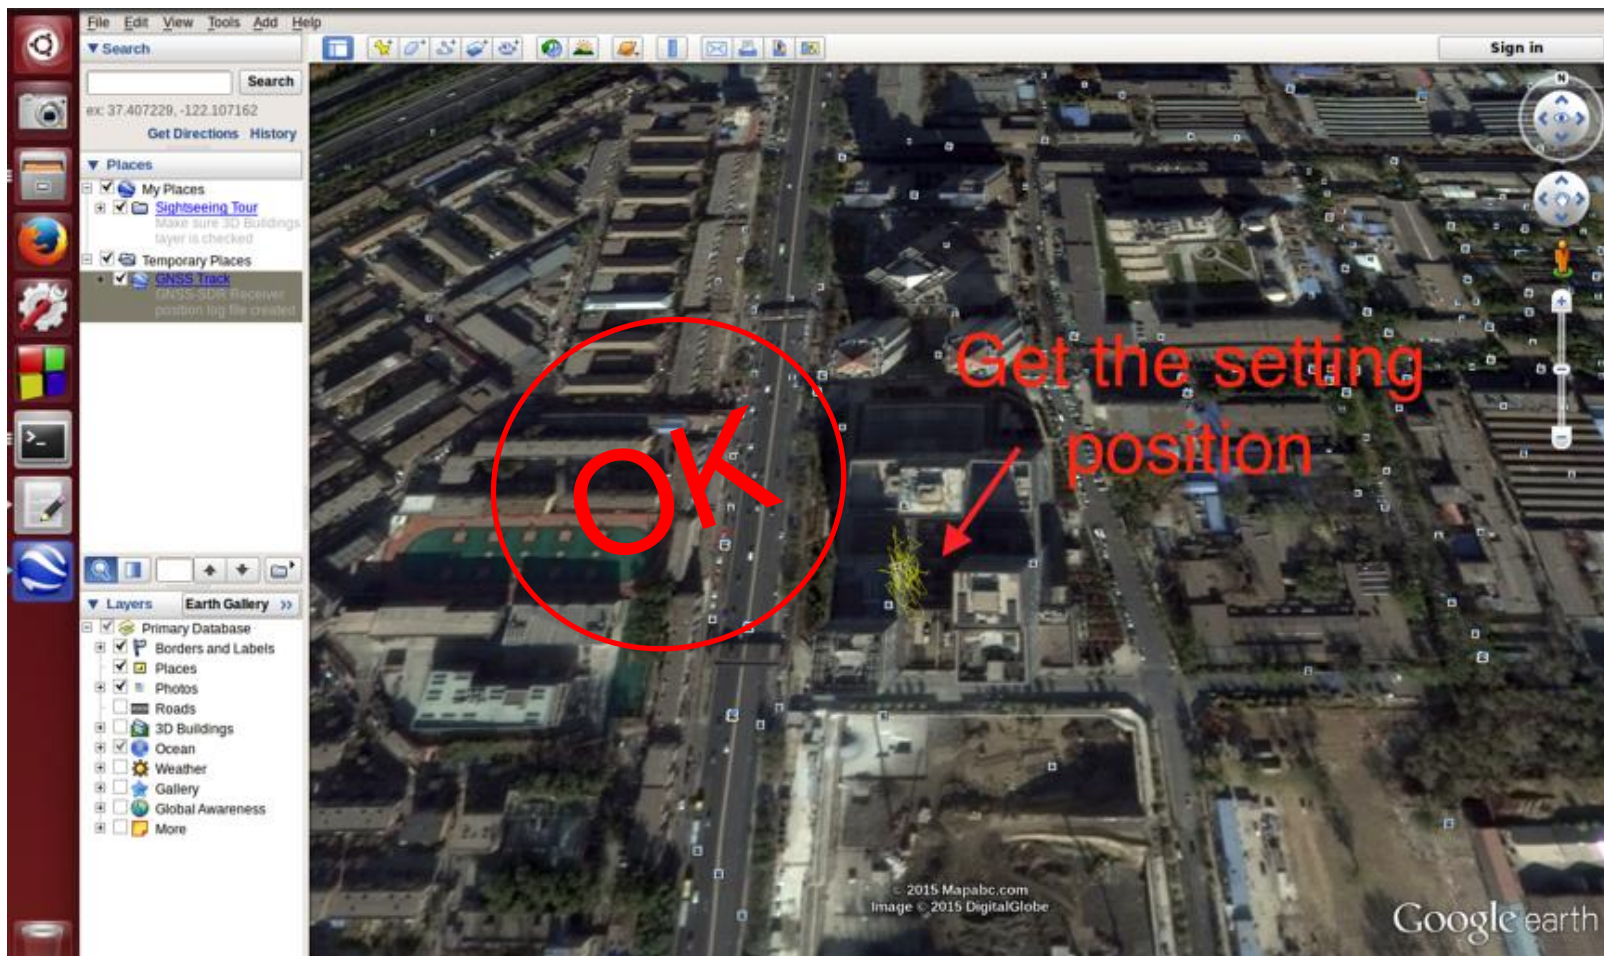 File Edit View Tools Add Help
▼ Search
Search
ex: 37.407229, -122.107162
Get Directions History
▼ Places
My Places
Sightseeing Tour
Make sure 3D Buildings
layer is checked
Temporary Places
GNSS Track
GNSS-SDR Receiver
position log file created
▼ Layers
Earth Gallery >>
Primary Database
Borders and Labels
Places
Photos
Roads
3D Buildings
Ocean
Weather
Gallery
Global Awareness
More
Sign in
N
OK
Get the setting
position
© 2015 Mapabc.com
Image © 2015 DigitalGlobe
Google earth